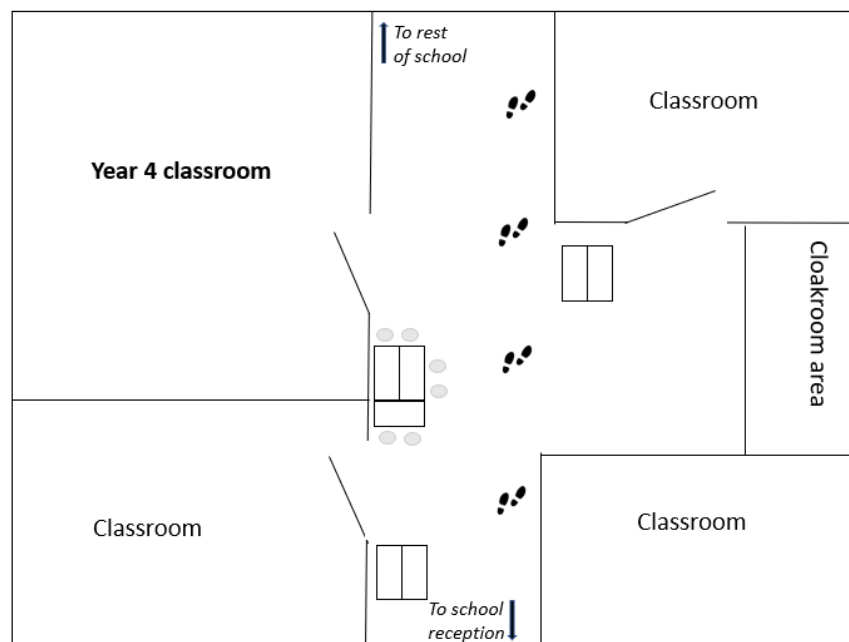 To rest
of school
Classroom
Year 4 classroom
Cloakroom area
Classroom
Classroom
To school
reception